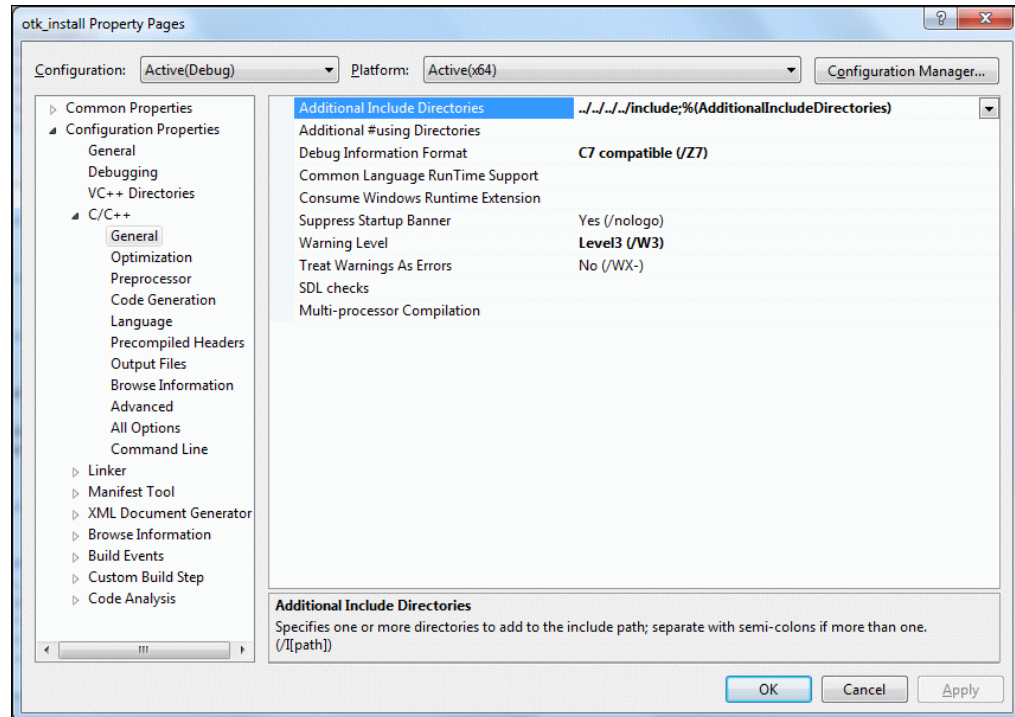 otk_install Property Pages
Configuration: Active(Debug) Platform: Active(x64) Configuration Manager...
Common Properties
Configuration Properties
General
Debugging
VC++ Directories
C/C++
General
Optimization
Preprocessor
Code Generation
Language
Precompiled Headers
Output Files
Browse Information
Advanced
All Options
Command Line
Linker
Manifest Tool
XML Document Generator
Browse Information
Build Events
Custom Build Step
Code Analysis
Additional Include Directories ../../../../include;%(AdditionalIncludeDirectories)
Additional #using Directories
Debug Information Format C7 compatible (/Z7)
Common Language RunTime Support
Consume Windows Runtime Extension
Suppress Startup Banner Yes (/nologo)
Warning Level Level3 (/W3)
Treat Warnings As Errors No (/WX-)
SDL checks
Multi-processor Compilation
Additional Include Directories
Specifies one or more directories to add to the include path; separate with semi-colons if more than one.
(/I[path])
OK Cancel Apply